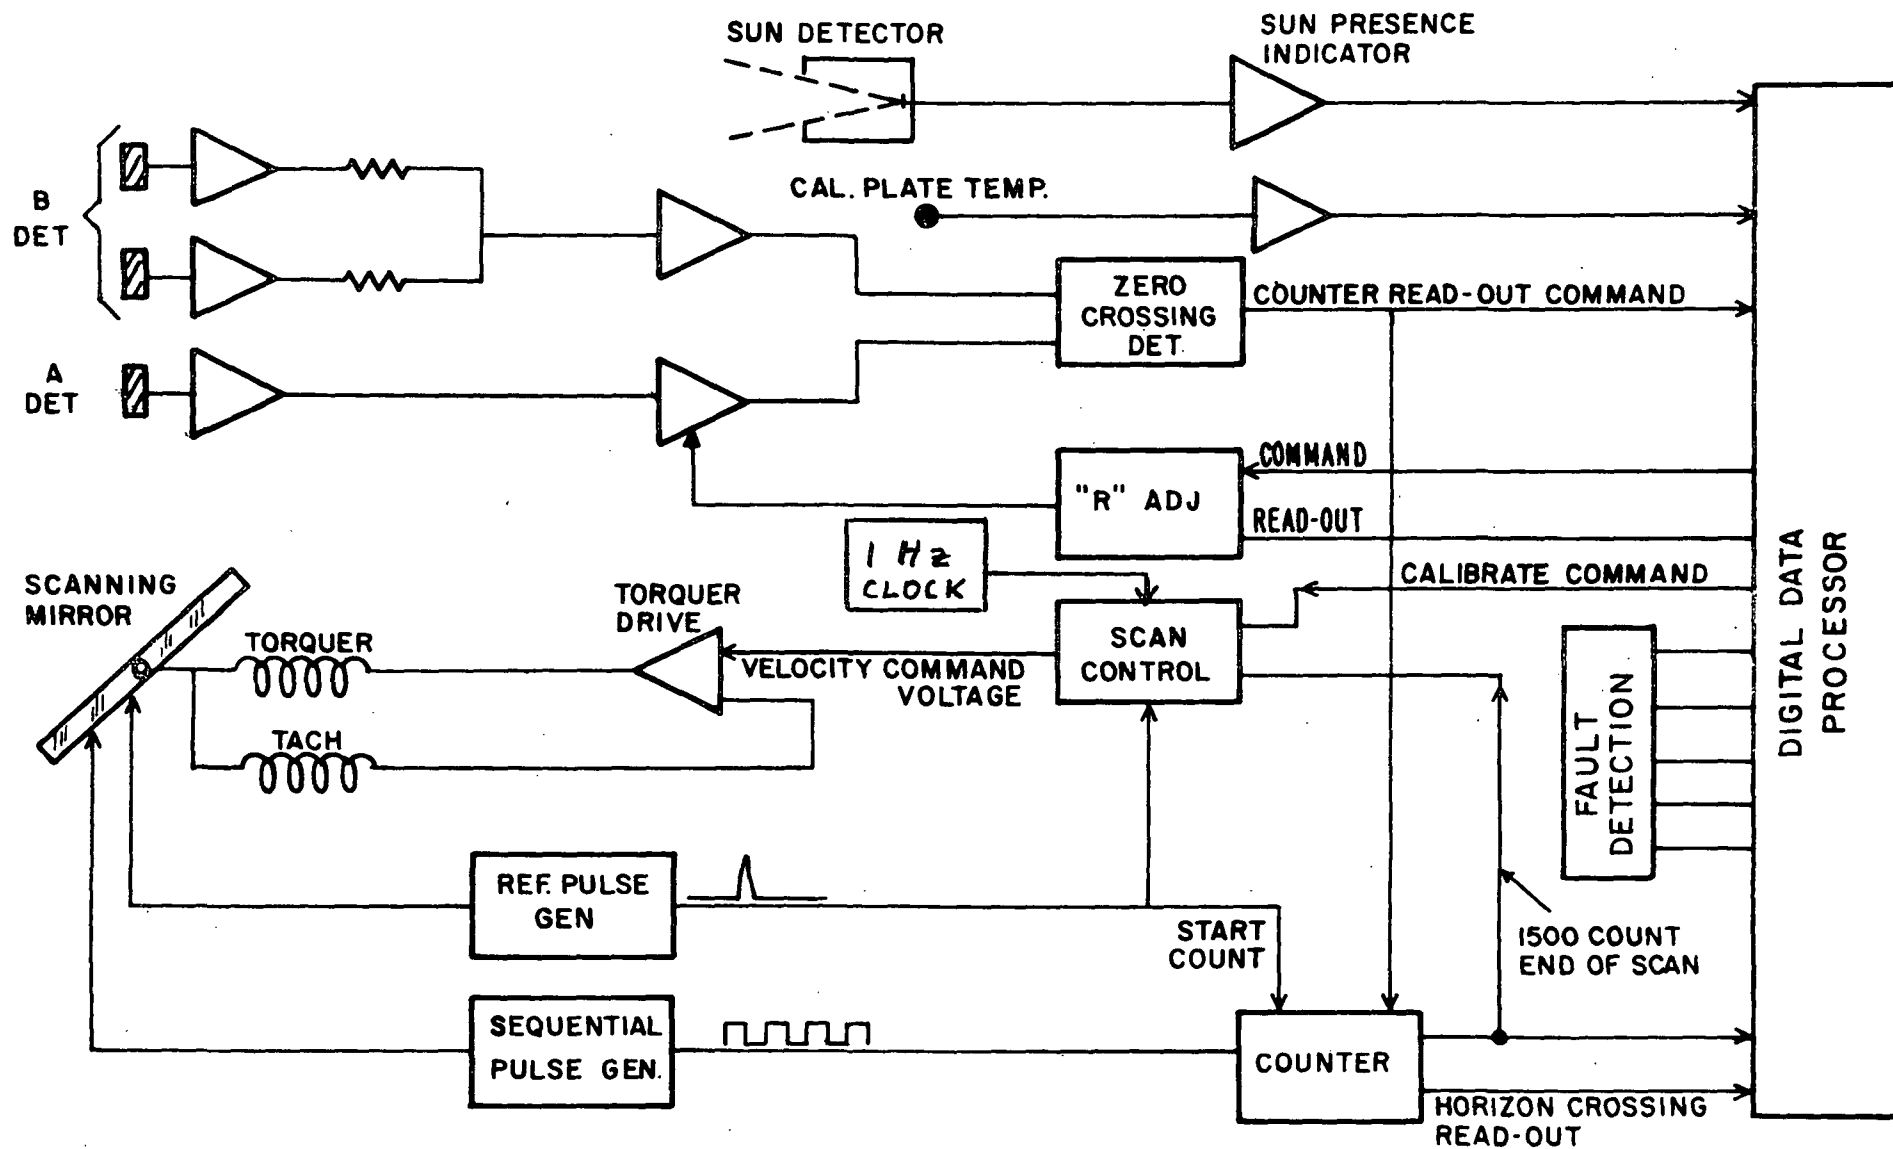 SUN DETECTOR
SUN PRESENCE
INDICATOR
B
DET
CAL. PLATE TEMP.
ZERO
CROSSING
DET
COUNTER READ-OUT COMMAND
A
DET
"R" ADJ
COMMAND
READ-OUT
1 Hz
CLOCK
CALIBRATE COMMAND
SCANNING
MIRROR
TORQUER
TORQUER
DRIVE
VELOCITY COMMAND
VOLTAGE
SCAN
CONTROL
TACH
FAULT
DETECTION
DIGITAL DATA
PROCESSOR
REF. PULSE
GEN
START
COUNT
1500 COUNT
END OF SCAN
SEQUENTIAL
PULSE GEN.
COUNTER
HORIZON CROSSING
READ-OUT